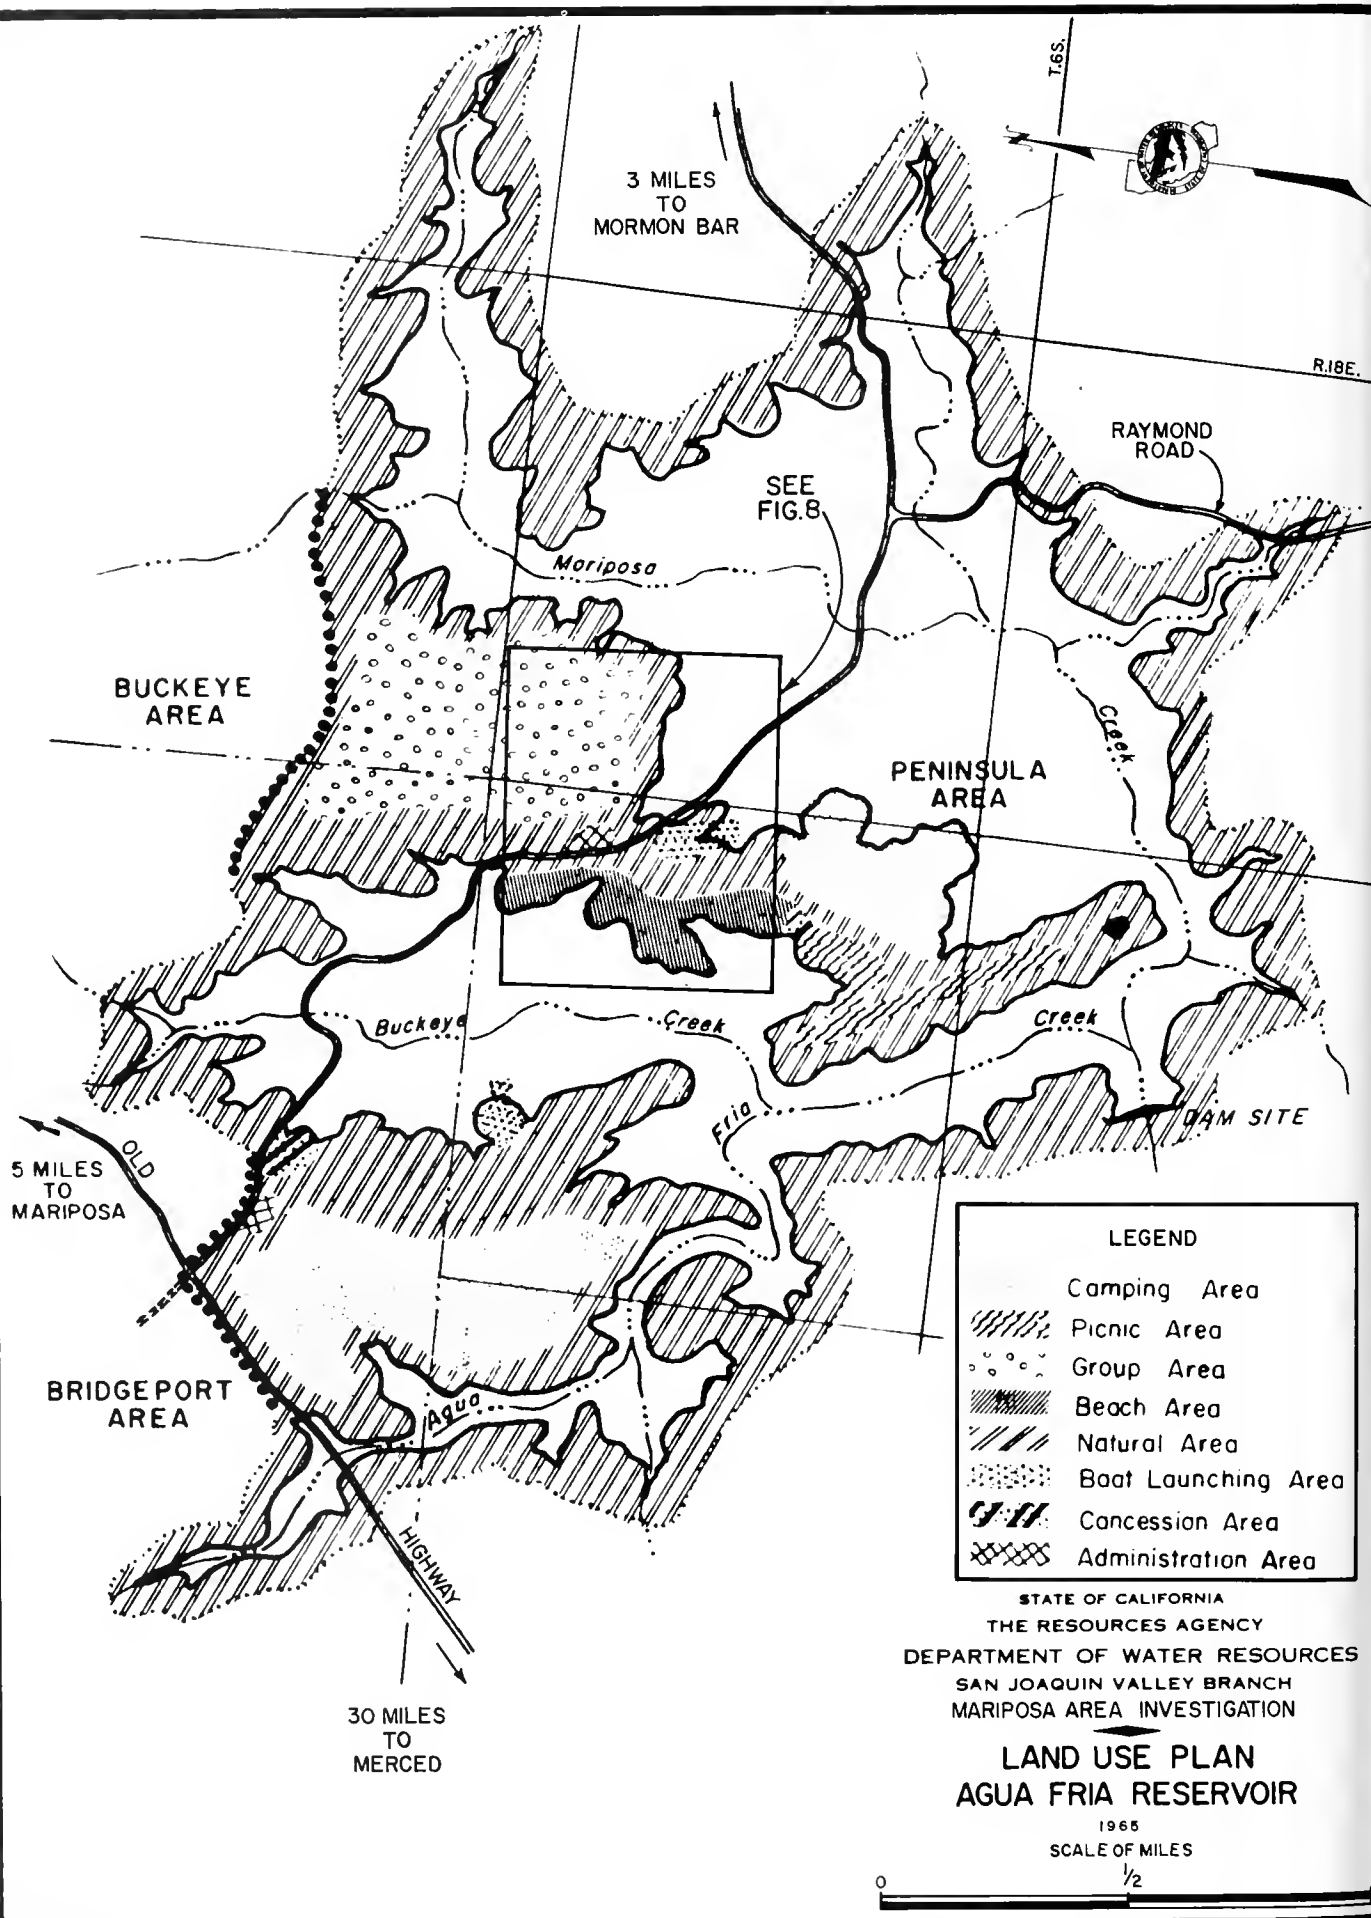 T.6S.
3 MILES
TO
MORMON BAR
R.18E.
RAYMOND
ROAD
SEE
FIG.8
Mariposa
Creek
BUCKEYE
AREA
PENINSULA
AREA
Buckeye
Creek
Creek
Fria
DAM SITE
OLD
5 MILES
TO
MARIPOSA
BRIDGEPORT
AREA
Agua
HIGHWAY
30 MILES
TO
MERCED
LEGEND
Camping Area
Picnic Area
Group Area
Beach Area
Natural Area
Boat Launching Area
Concession Area
Administration Area
STATE OF CALIFORNIA
THE RESOURCES AGENCY
DEPARTMENT OF WATER RESOURCES
SAN JOAQUIN VALLEY BRANCH
MARIPOSA AREA INVESTIGATION
LAND USE PLAN
AGUA FRIA RESERVOIR
1965
SCALE OF MILES
0 1/2